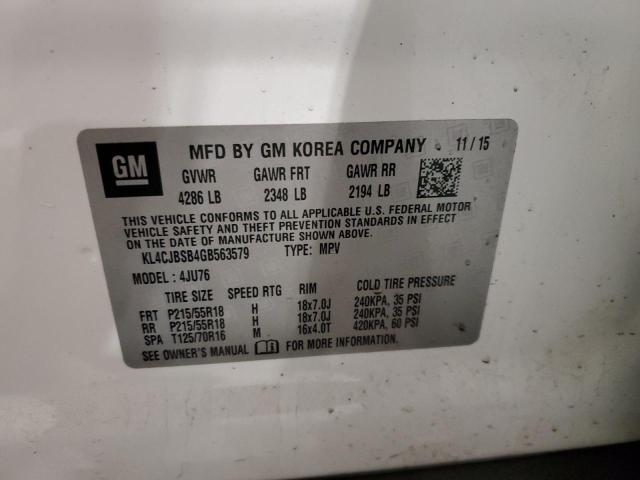 GM
MFD BY GM KOREA COMPANY 11 / 15
GVWR GAWR FRT GAWR RR
4286 LB 2348 LB 2194 LB
THIS VEHICLE CONFORMS TO ALL APPLICABLE U.S. FEDERAL MOTOR
VEHICLE SAFETY AND THEFT PREVENTION STANDARDS IN EFFECT
ON THE DATE OF MANUFACTURE SHOWN ABOVE.
KL4CJBSB4GB563579 TYPE: MPV
MODEL : 4JU76
TIRE SIZE SPEED RTG RIM COLD TIRE PRESSURE
FRT P215/55R18 H 18x7.0J 240KPA, 35 PSI
RR P215/55R18 H 18x7.0J 240KPA, 35 PSI
SPA T125/70R16 M 16x4.0T 420KPA, 60 PSI
SEE OWNER'S MANUAL FOR MORE INFORMATION.